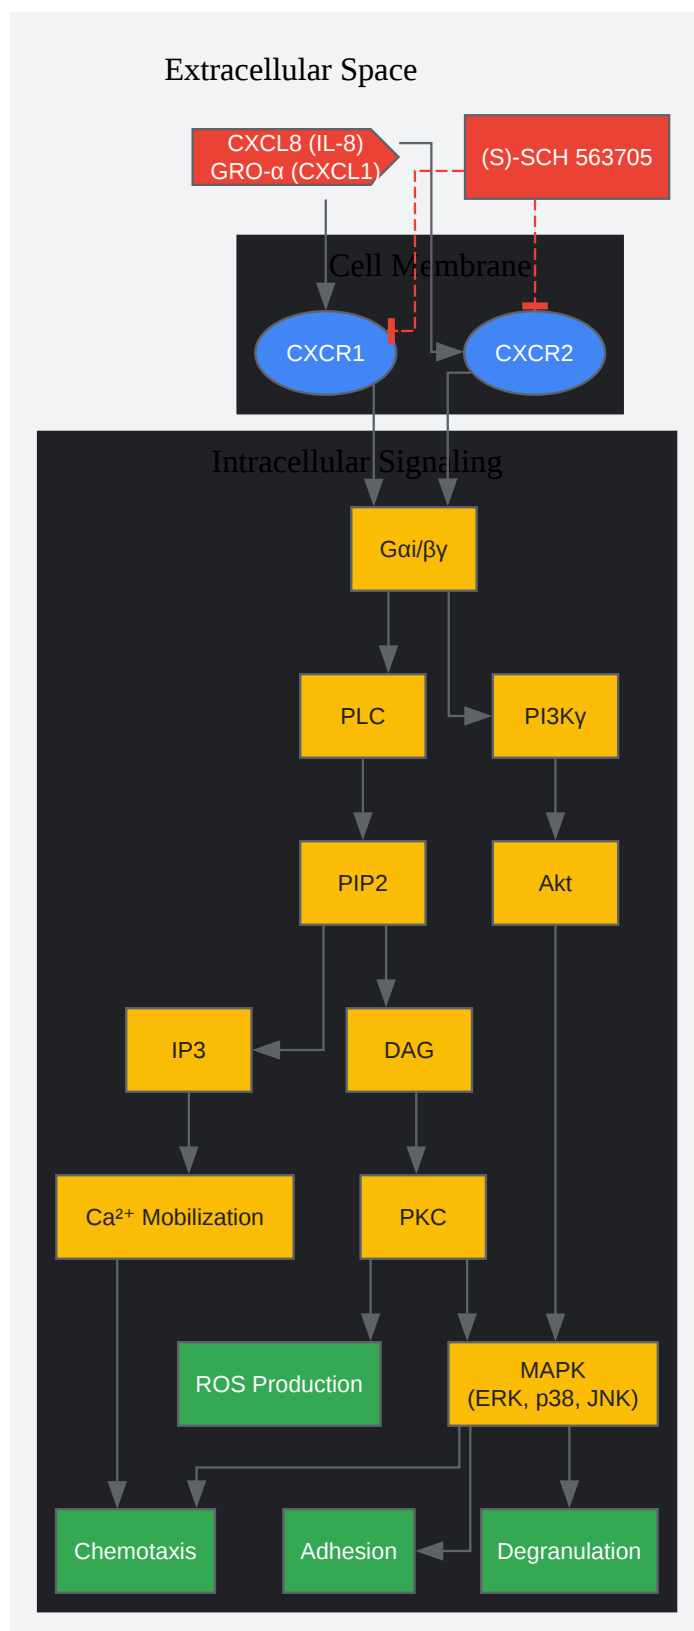 Extracellular Space
CXCL8 (IL-8)
GRO-α (CXCL1)
(S)-SCH 563705
Cell Membrane
CXCR1
CXCR2
Intracellular Signaling
Gαi/βγ
PLC
PI3Kγ
PIP2
Akt
IP3
DAG
Ca²⁺ Mobilization
PKC
ROS Production
MAPK
(ERK, p38, JNK)
Chemotaxis
Adhesion
Degranulation